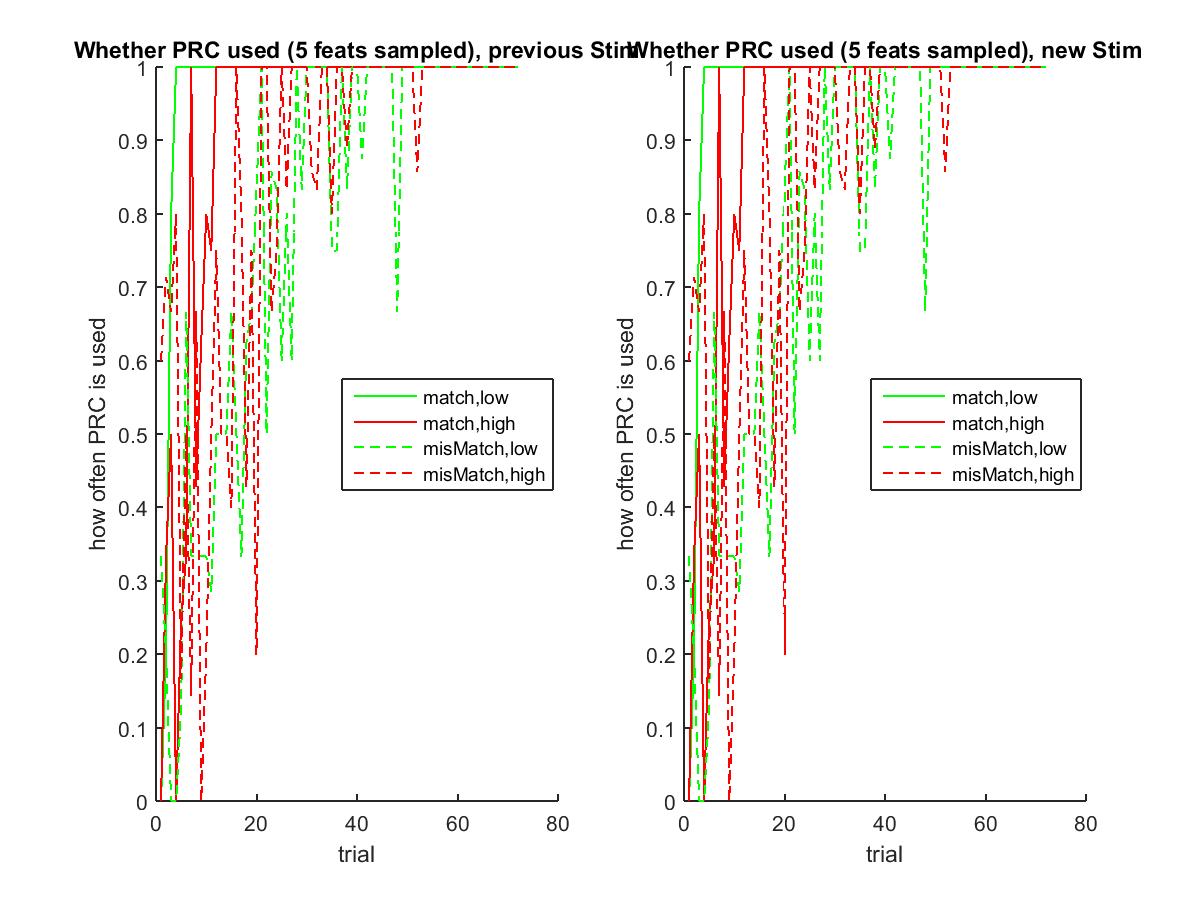 Whether PRC used (5 feats sampled), previous Stim
1
0.9
0.8
0.7
0.6
0.5
0.4
0.3
0.2
0.1
0
how often PRC is used
match,low
match,high
misMatch,low
misMatch,high
0 20 40 60 80
trial
Whether PRC used (5 feats sampled), new Stim
1
0.9
0.8
0.7
0.6
0.5
0.4
0.3
0.2
0.1
0
how often PRC is used
match,low
match,high
misMatch,low
misMatch,high
0 20 40 60 80
trial